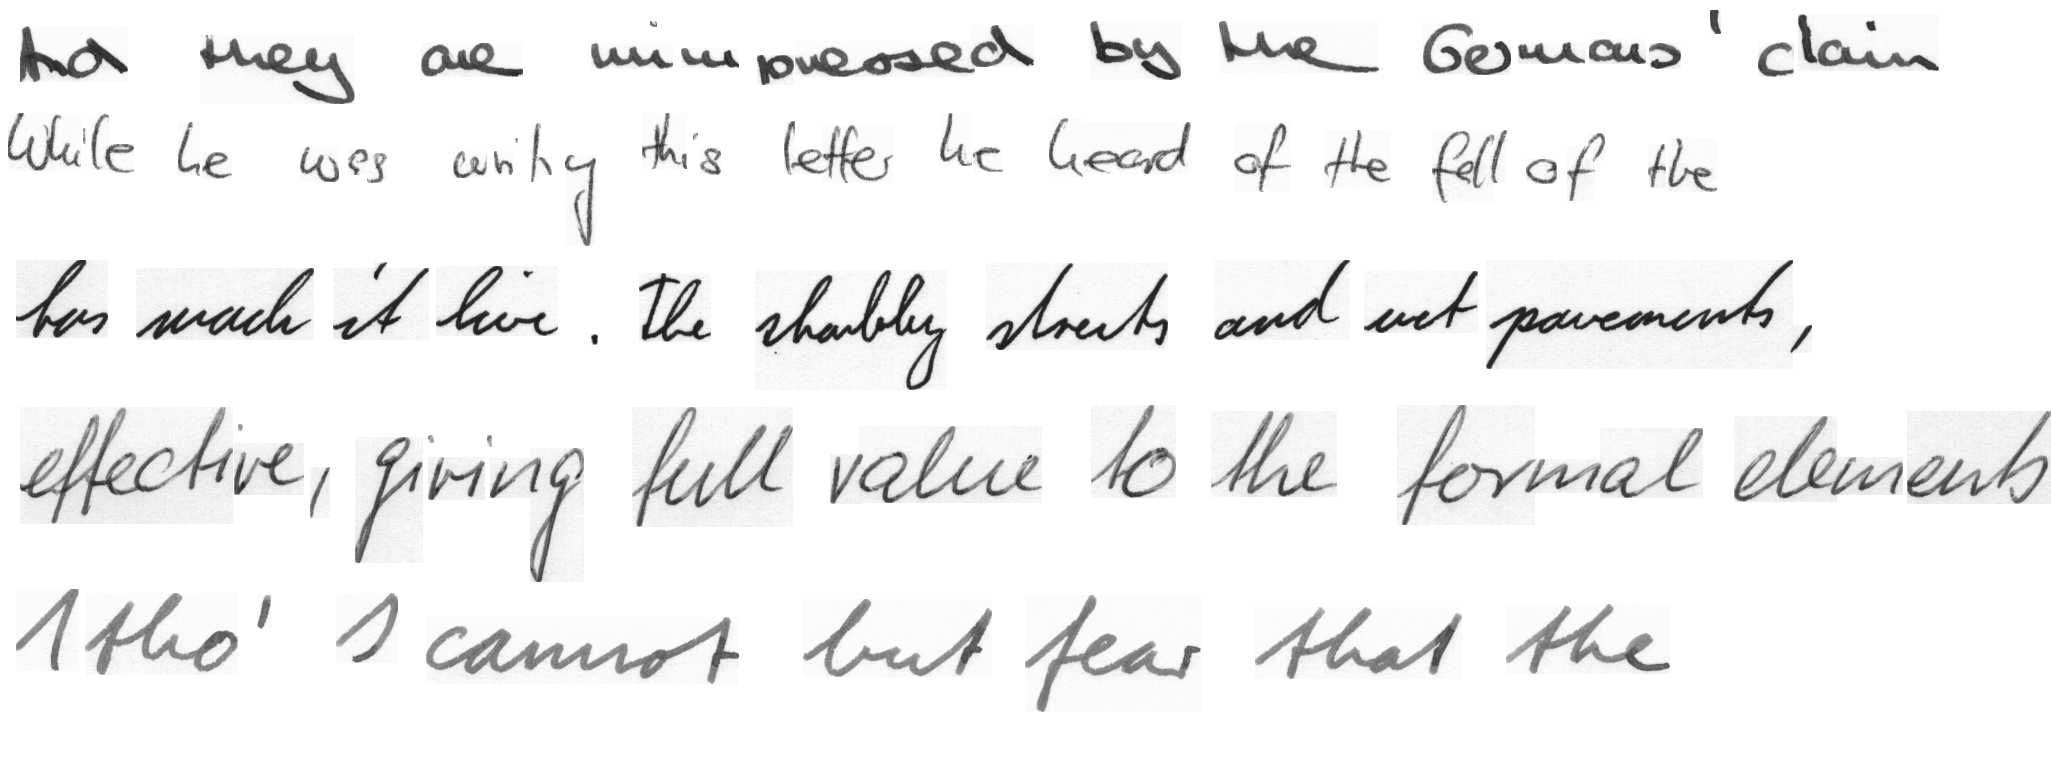 And they are unimpressed by the Germans' claim
While he was writing this letter he heard of the fall of the
has made it live. The shabby streets and wet pavements,
effective, giving full value to the formal elements
1 tho' I cannot but fear that the